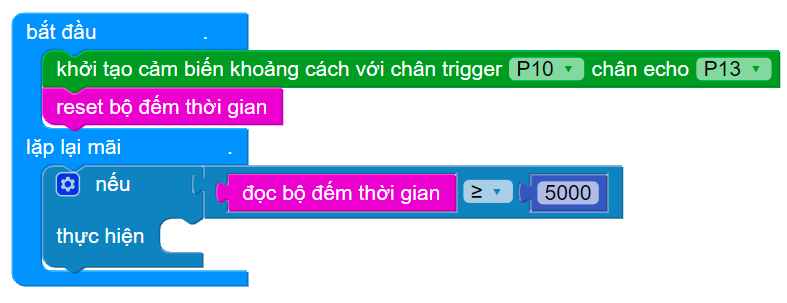 bắt đầu .
khởi tạo cảm biến khoảng cách với chân trigger P10 chân echo P13
reset bộ đếm thời gian
lặp lại mãi .
nếu đọc bộ đếm thời gian ≥ 5000
thực hiện